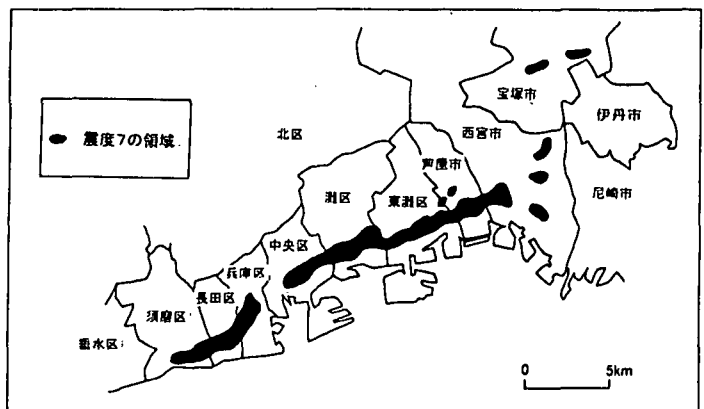 宝塚市
伊丹市
震度7の領域
北区
西宮市
芦屋市
尼崎市
灘区
東灘区
中央区
兵庫区
長田区
須磨区
垂水区
0 5km